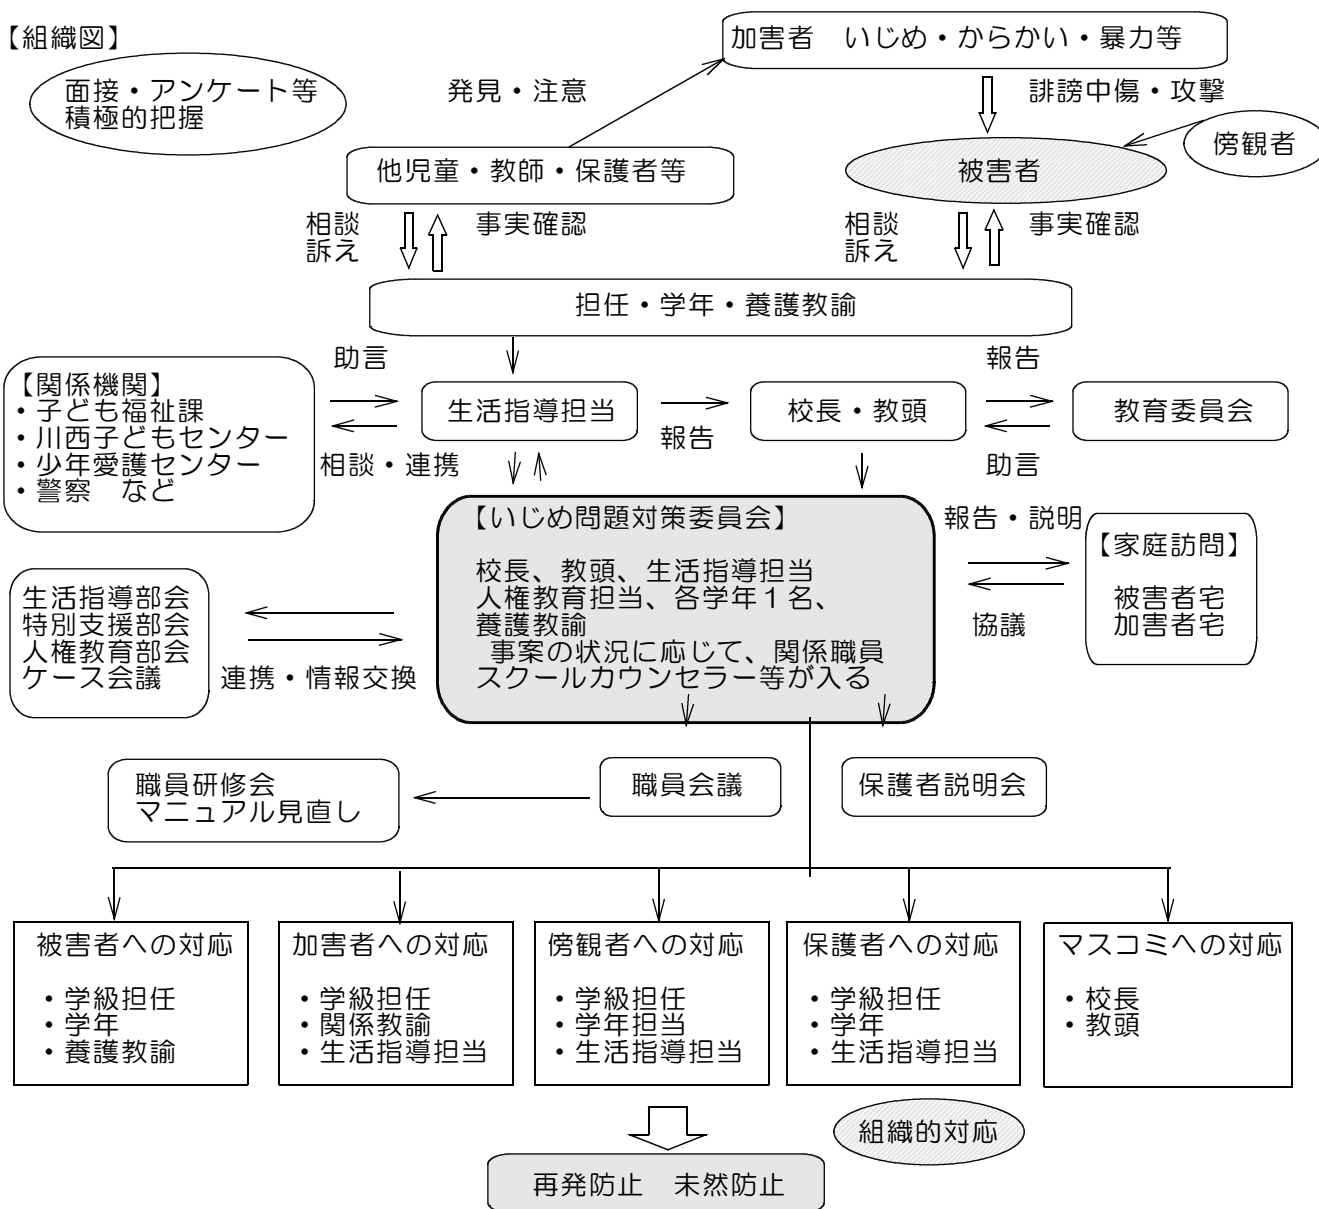 【組織図】
加害者　いじめ・からかい・暴力等
面接・アンケート等
積極的把握
発見・注意
誹謗中傷・攻撃
傍観者
他児童・教師・保護者等
被害者
相談
訴え
事実確認
相談
訴え
事実確認
担任・学年・養護教諭
助言
報告
【関係機関】
・子ども福祉課
・川西子どもセンター
・少年愛護センター
・警察　など
生活指導担当
校長・教頭
教育委員会
報告
相談・連携
助言
【いじめ問題対策委員会】
校長、教頭、生活指導担当
人権教育担当、各学年１名、
養護教諭
事案の状況に応じて、関係職員
スクールカウンセラー等が入る
報告・説明
【家庭訪問】
被害者宅
加害者宅
協議
生活指導部会
特別支援部会
人権教育部会
ケース会議
連携・情報交換
職員研修会
マニュアル見直し
職員会議
保護者説明会
被害者への対応
・学級担任
・学年
・養護教諭
加害者への対応
・学級担任
・関係教諭
・生活指導担当
傍観者への対応
・学級担任
・学年担当
・生活指導担当
保護者への対応
・学級担任
・学年
・生活指導担当
マスコミへの対応
・校長
・教頭
組織的対応
再発防止　未然防止